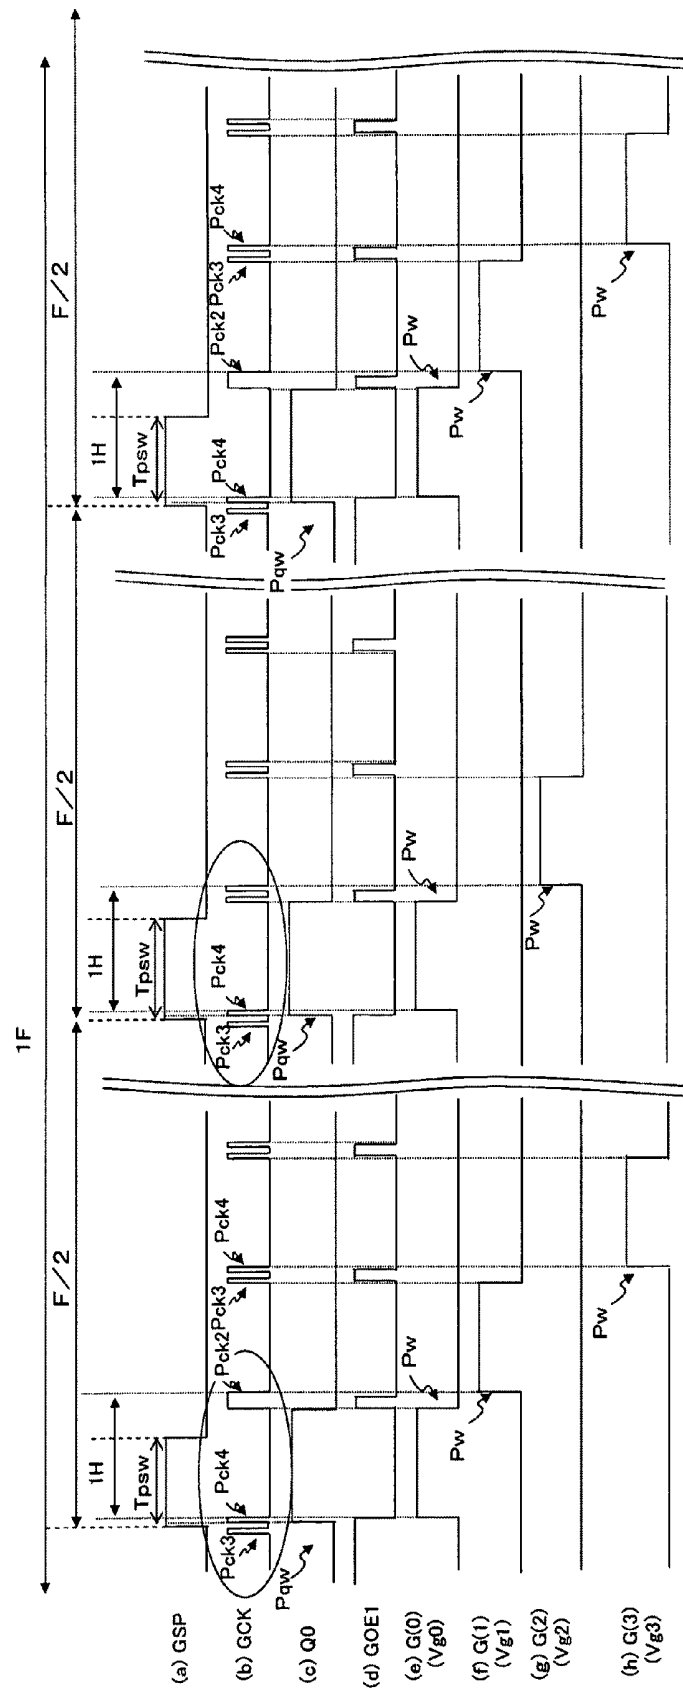 1F
F/2 F/2 F/2
1H 1H 1H
Tpsw Tpsw Tpsw
(a) GSP
(b) GCK Pck3 Pck4 Pck2 Pck3 Pck4 Pck3 Pck4 Pck3 Pck4 Pck2 Pck3 Pck4
(c) Q0 Pqw Pqw Pqw
(d) GOE1
(e) G(0) Pw Pw Pw
(Vg0)
(f) G(1) Pw Pw
(Vg1)
(g) G(2) Pw
(Vg2)
(h) G(3) Pw Pw
(Vg3)